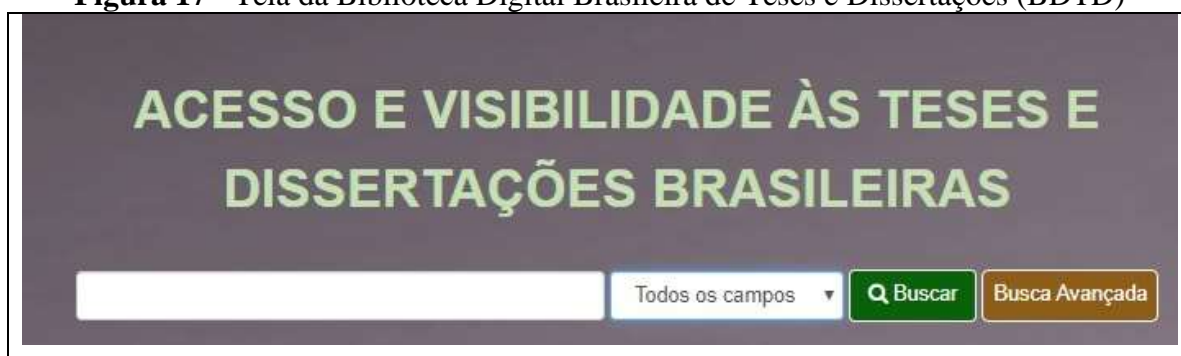 Figura 17 - Tela da Biblioteca Digital Brasileira de Teses e Dissertações (BDTD)
ACESSO E VISIBILIDADE ÀS TESES E
DISSERTAÇÕES BRASILEIRAS
Todos os campos Buscar Busca Avançada